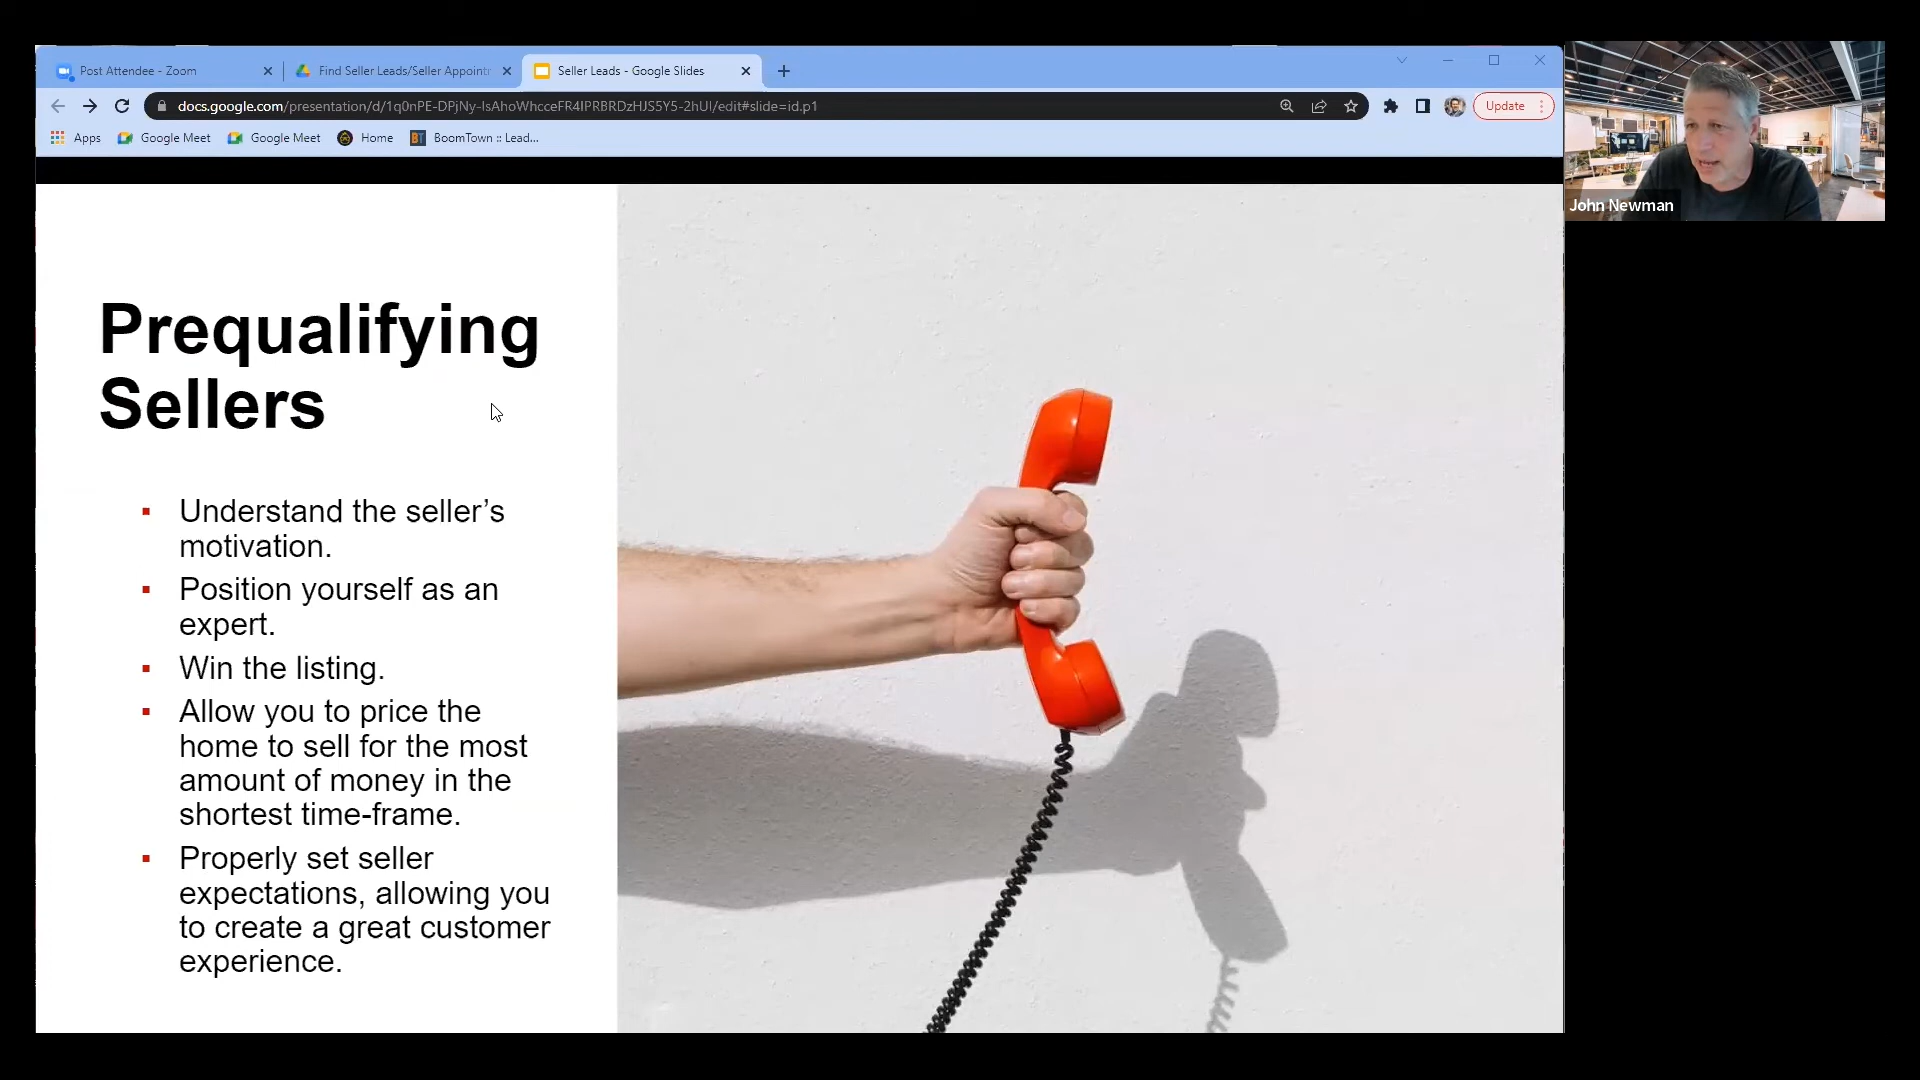 Post Attendee - Zoom
Find Seller Leads/Seller Appointr
Seller Leads - Google Slides
docs.google.com/presentation/d/1q0nPE-DPjNy-lsAhoWhcceFR4IPRBRDzHJS5Y5-2hUI/edit#slide=id.p1
Update
Apps
Google Meet
Google Meet
Home
BT
BoomTown :: Lead...
John Newman
Prequalifying
Sellers
▪ Understand the seller’s
motivation.
▪ Position yourself as an
expert.
▪ Win the listing.
▪ Allow you to price the
home to sell for the most
amount of money in the
shortest time-frame.
▪ Properly set seller
expectations, allowing you
to create a great customer
experience.